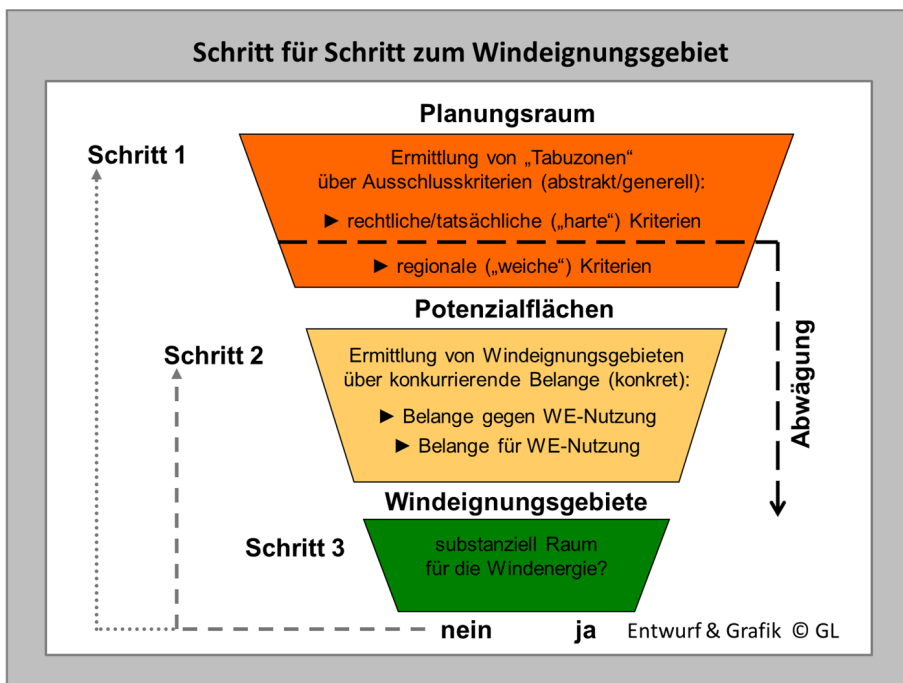 Schritt für Schritt zum Windeignungsgebiet
Planungsraum
Schritt 1
Ermittlung von „Tabuzonen“
über Ausschlusskriterien (abstrakt/generell):
► rechtliche/tatsächliche („harte“) Kriterien
► regionale („weiche“) Kriterien
Potenzialflächen
Schritt 2
Ermittlung von Windeignungsgebieten
über konkurrierende Belange (konkret):
► Belange gegen WE-Nutzung
► Belange für WE-Nutzung
Abwägung
Windeignungsgebiete
Schritt 3
substanziell Raum
für die Windenergie?
nein ja Entwurf & Grafik © GL